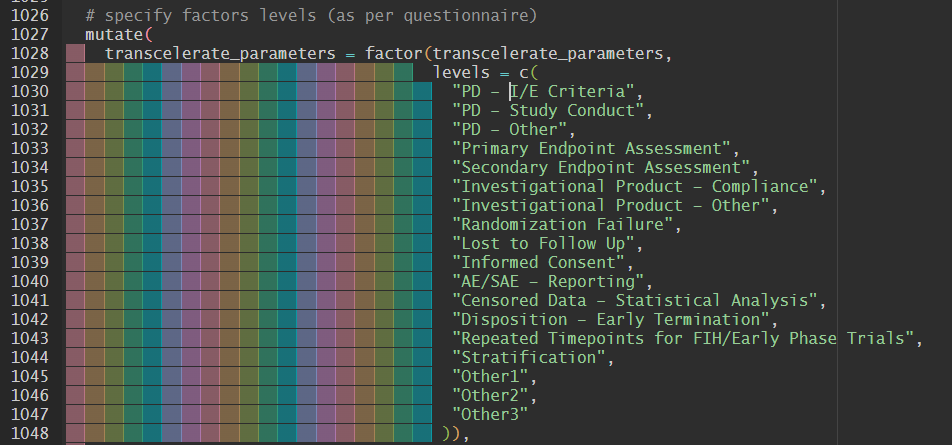 1026 # specify factors levels (as per questionnaire)
1027 mutate(
1028 transcelerate_parameters = factor(transcelerate_parameters,
1029 levels = c(
1030 "PD – I/E Criteria",
1031 "PD – Study Conduct",
1032 "PD – Other",
1033 "Primary Endpoint Assessment",
1034 "Secondary Endpoint Assessment",
1035 "Investigational Product – Compliance",
1036 "Investigational Product – Other",
1037 "Randomization Failure",
1038 "Lost to Follow Up",
1039 "Informed Consent",
1040 "AE/SAE – Reporting",
1041 "Censored Data – Statistical Analysis",
1042 "Disposition – Early Termination",
1043 "Repeated Timepoints for FIH/Early Phase Trials",
1044 "Stratification",
1045 "Other1",
1046 "Other2",
1047 "Other3"
1048 )),